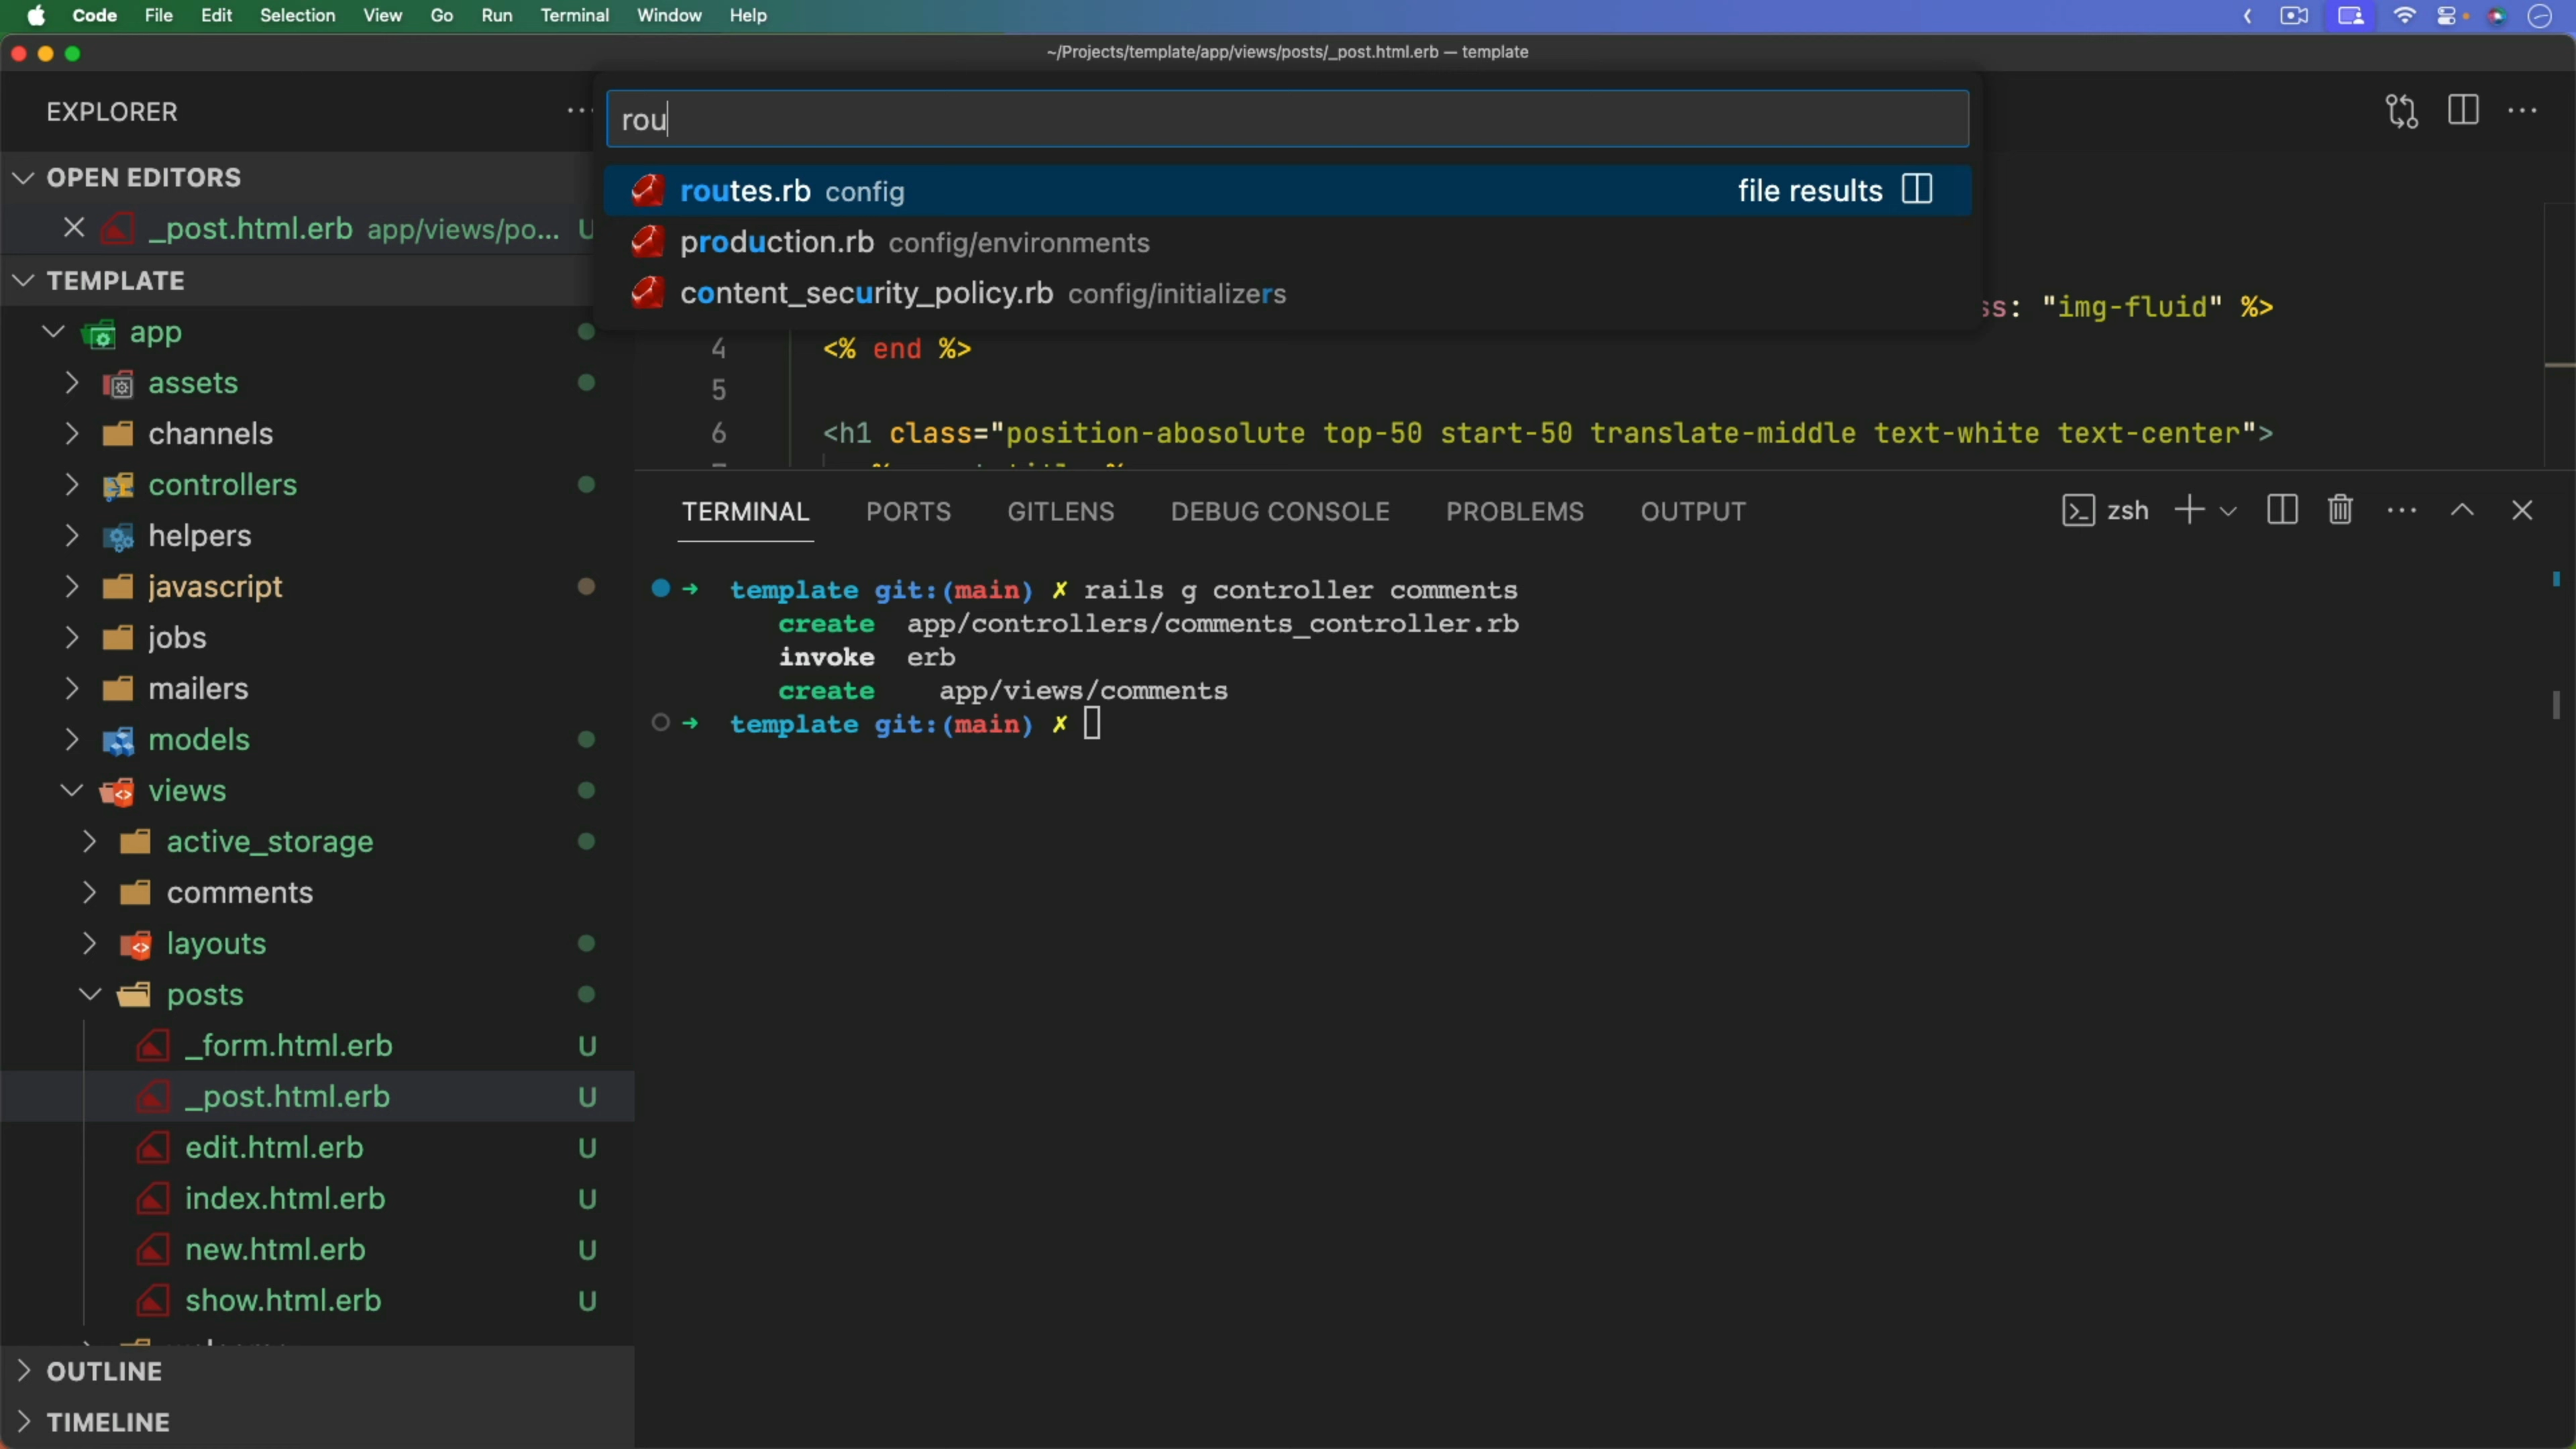 Code File Edit Selection View Go Run Terminal Window Help
~/Projects/template/app/views/posts/_post.html.erb — template
EXPLORER
rou
OPEN EDITORS
routes.rb config file results
_post.html.erb app/views/po... U
production.rb config/environments
TEMPLATE
content_security_policy.rb config/initializers
ss: "img-fluid" %>
app
4 <% end %>
assets
5
channels
6 <h1 class="position-abosolute top-50 start-50 translate-middle text-white text-center">
controllers
TERMINAL PORTS GITLENS DEBUG CONSOLE PROBLEMS OUTPUT zsh
helpers
javascript
template git:(main) ✗ rails g controller comments
create app/controllers/comments_controller.rb
jobs
invoke erb
mailers
create app/views/comments
template git:(main) ✗
models
views
active_storage
comments
layouts
posts
_form.html.erb U
_post.html.erb U
edit.html.erb U
index.html.erb U
new.html.erb U
show.html.erb U
OUTLINE
TIMELINE